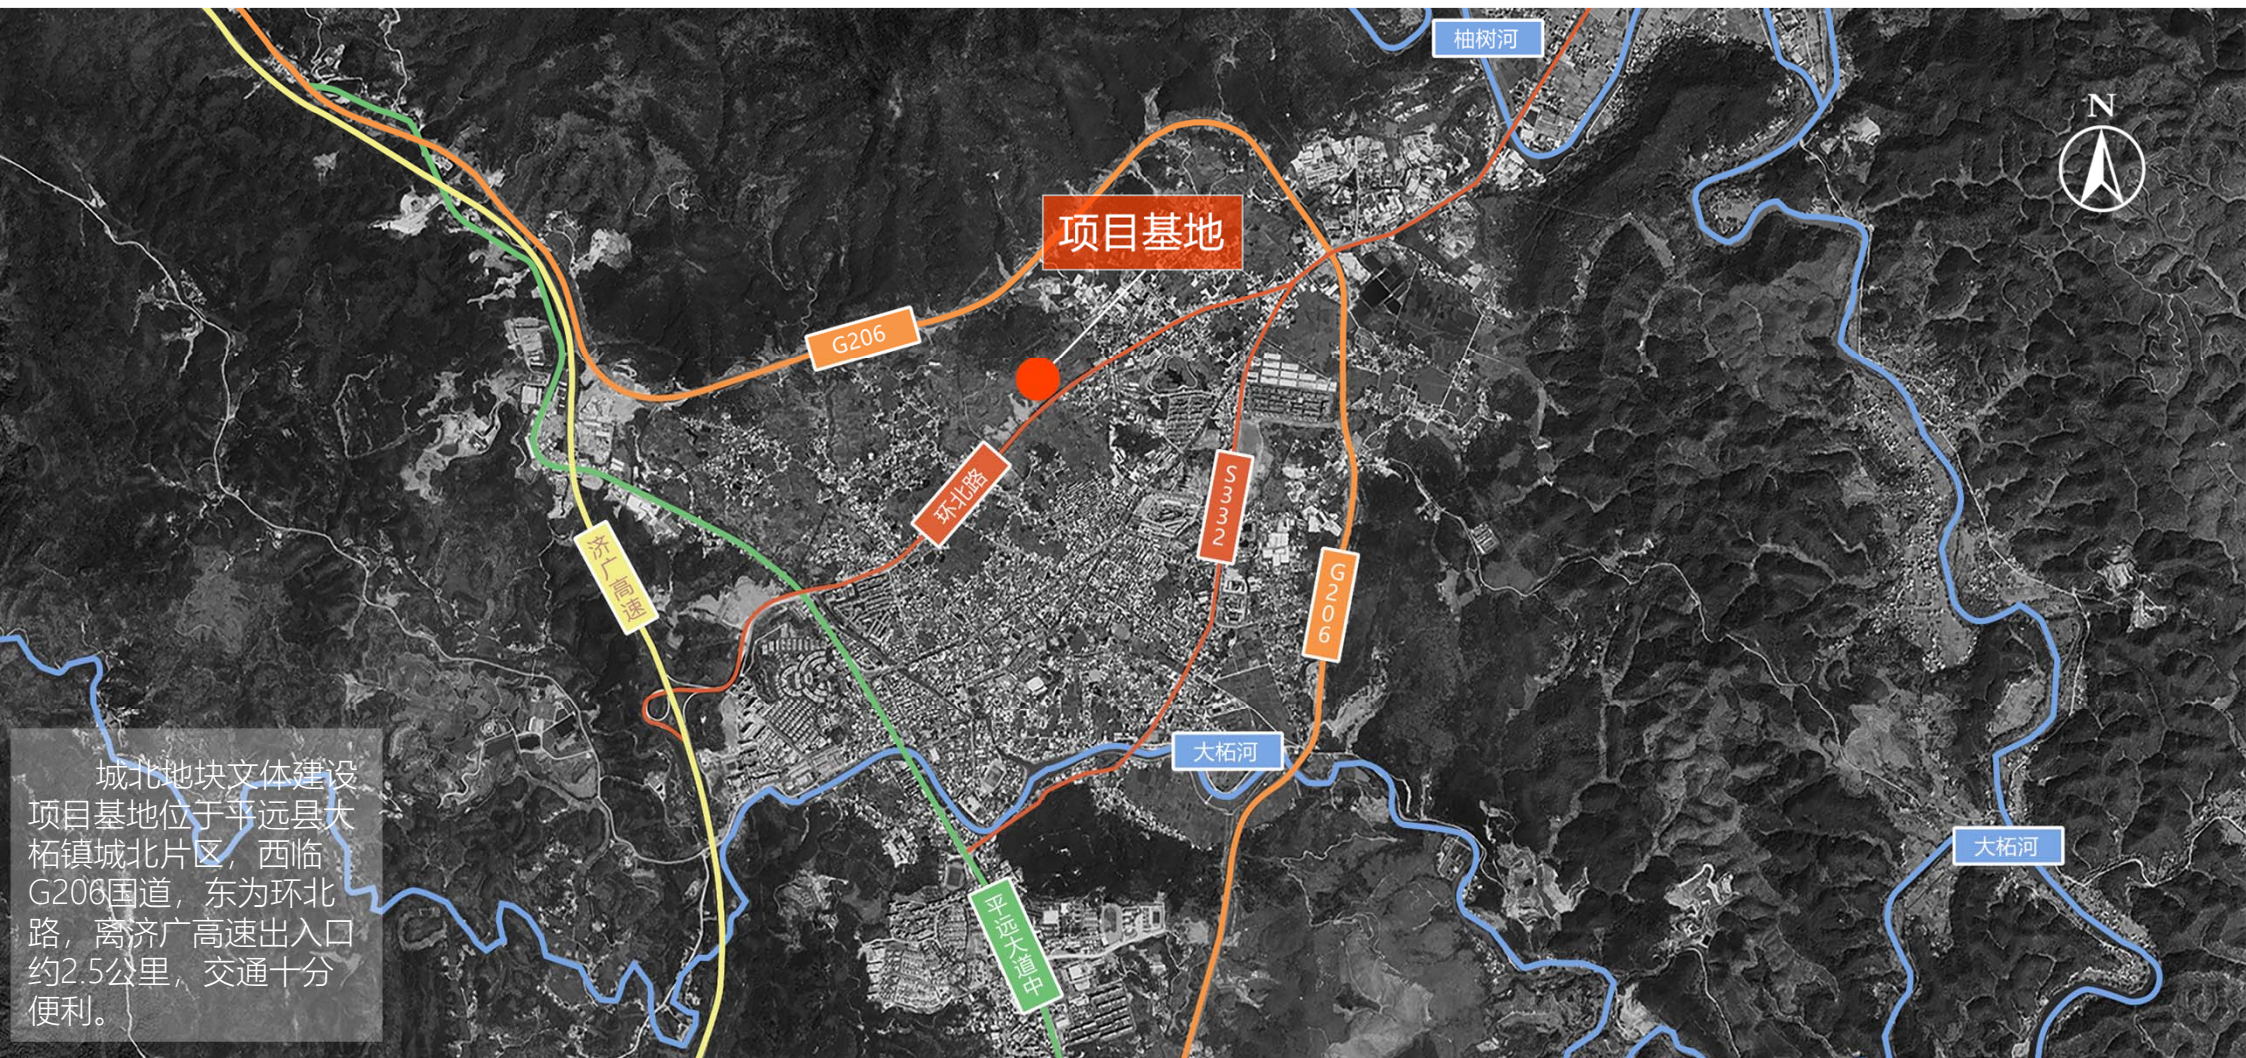 柚树河
N
项目基地
G206
环北路
S332
济广高速
G206
大柘河
城北地块文体建设
项目基地位于平远县大
柘镇城北片区，西临
G206国道，东为环北
路，离济广高速出入口
约2.5公里，交通十分
便利。
大柘河
平远大道中